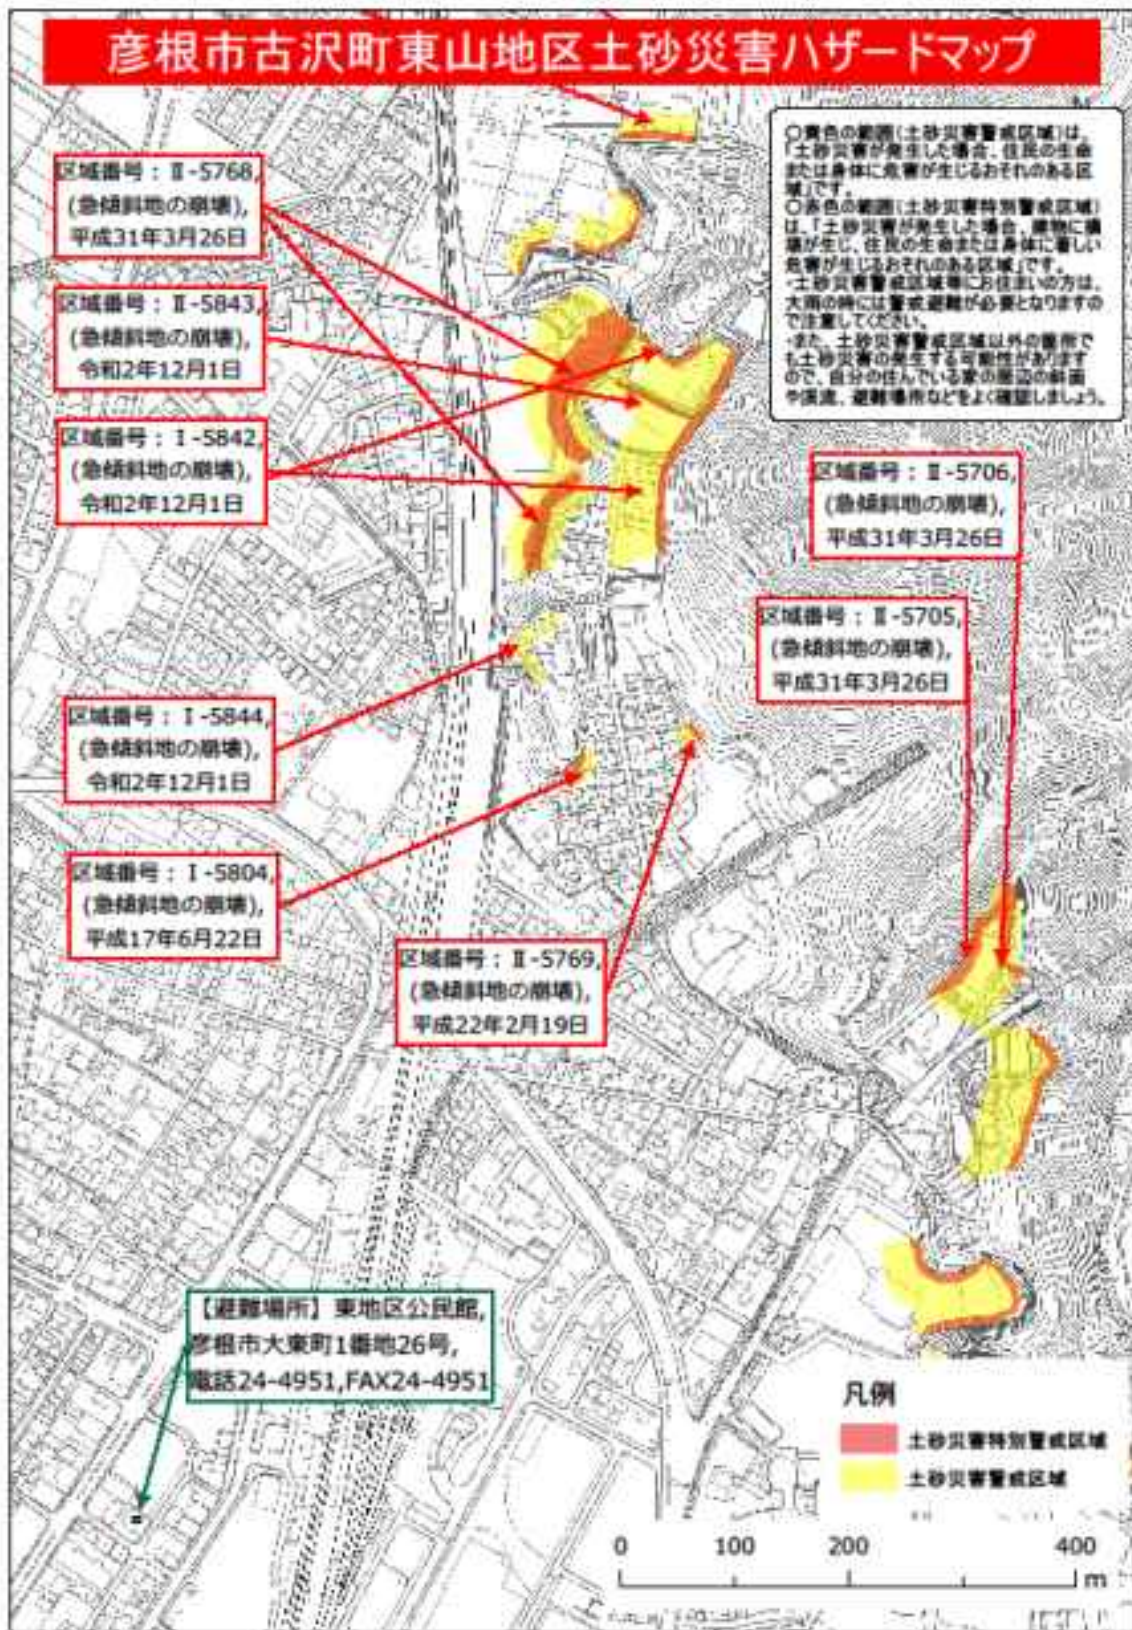 彦根市古沢町東山地区土砂災害ハザードマップ
○黄色の範囲(土砂災害警戒区域)は、
「土砂災害が発生した場合、住民の生命
または身体に危害が生じるおそれのある区
域」です。
○赤色の範囲(土砂災害特別警戒区域)
は、「土砂災害が発生した場合、建物に損
壊が生じ、住民の生命または身体に著しい
危害が生じるおそれのある区域」です。
・土砂災害警戒区域等にお住まいの方は、
大雨の時には警戒避難が必要となりますの
で注意してください。
・また、土砂災害警戒区域以外の箇所で
も土砂災害の発生する可能性があります
ので、自分の住んでいる家の周辺の斜面
や渓流、避難場所などをよく確認しましょう。
区域番号:Ⅱ-5768,
(急傾斜地の崩壊),
平成31年3月26日
区域番号:Ⅱ-5843,
(急傾斜地の崩壊),
令和2年12月1日
区域番号:Ⅰ-5842,
(急傾斜地の崩壊),
令和2年12月1日
区域番号:Ⅱ-5706,
(急傾斜地の崩壊),
平成31年3月26日
区域番号:Ⅱ-5705,
(急傾斜地の崩壊),
平成31年3月26日
区域番号:Ⅰ-5844,
(急傾斜地の崩壊),
令和2年12月1日
区域番号:Ⅰ-5804,
(急傾斜地の崩壊),
平成17年6月22日
区域番号:Ⅱ-5769,
(急傾斜地の崩壊),
平成22年2月19日
【避難場所】東地区公民館,
彦根市大東町1番地26号,
電話24-4951,FAX24-4951
凡例
土砂災害特別警戒区域
土砂災害警戒区域
0 100 200 400
m